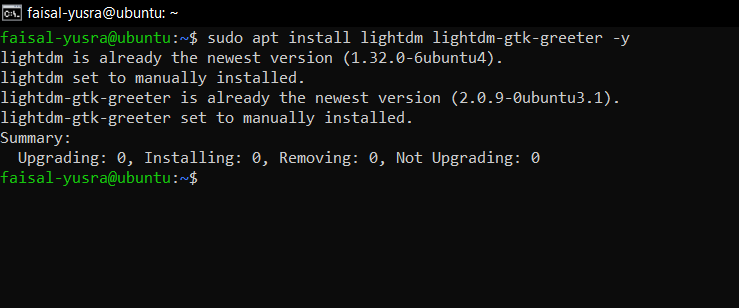 faisal-yusra@ubuntu: ~
faisal-yusra@ubuntu:~$ sudo apt install lightdm lightdm-gtk-greeter -y
lightdm is already the newest version (1.32.0-6ubuntu4).
lightdm set to manually installed.
lightdm-gtk-greeter is already the newest version (2.0.9-0ubuntu3.1).
lightdm-gtk-greeter set to manually installed.
Summary:
  Upgrading: 0, Installing: 0, Removing: 0, Not Upgrading: 0
faisal-yusra@ubuntu:~$